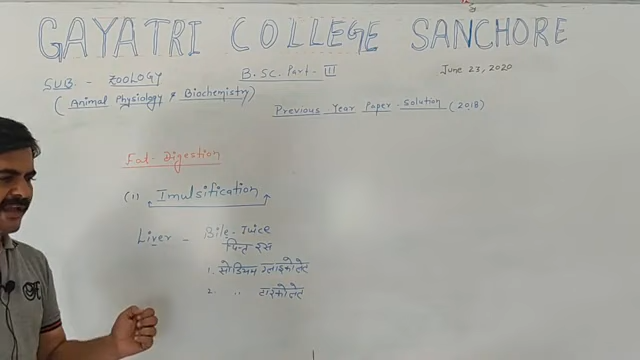 GAYATRI COLLEGE SANCHORE
SUB. - ZOOLOGY B.SC. Part - III June 23, 2020
( Animal Physiology & Biochemistry)
Previous - Year Paper Solution (2018)
Fat - Digestion
(1) Imulsification
Liver - Bile - Juice
पित्त रस
1. सोडियम ग्लाइकोलेट
2. ,, टारकोलेट